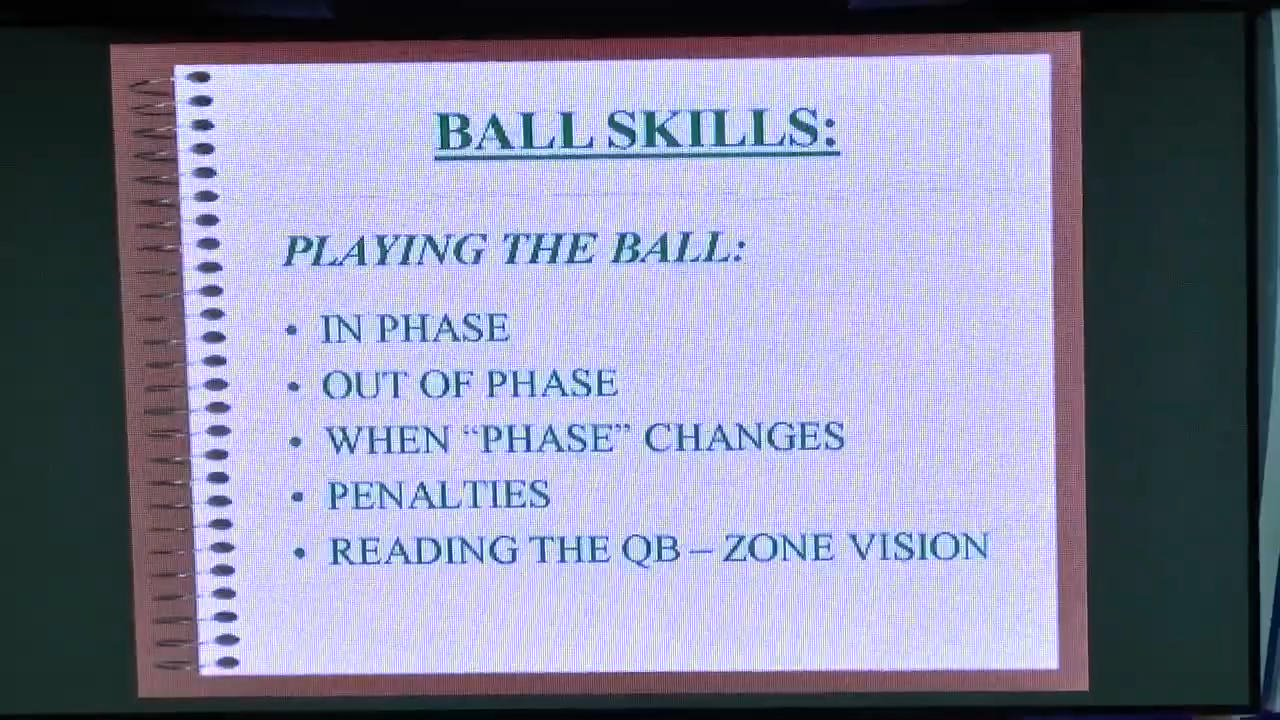 BALL SKILLS:
PLAYING THE BALL:
• IN PHASE
• OUT OF PHASE
• WHEN “PHASE” CHANGES
• PENALTIES
• READING THE QB – ZONE VISION